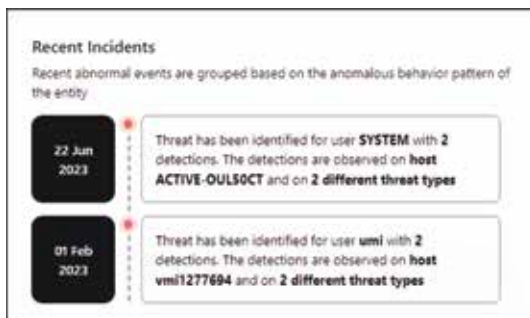 Recent Incidents
Recent abnormal events are grouped based on the anomalous behavior pattern of
the entity
22 Jun
2023
Threat has been identified for user SYSTEM with 2
detections. The detections are observed on host
ACTIVE-OUL50CT and on 2 different threat types
01 Feb
2023
Threat has been identified for user umi with 2
detections. The detections are observed on host
vmi1277694 and on 2 different threat types